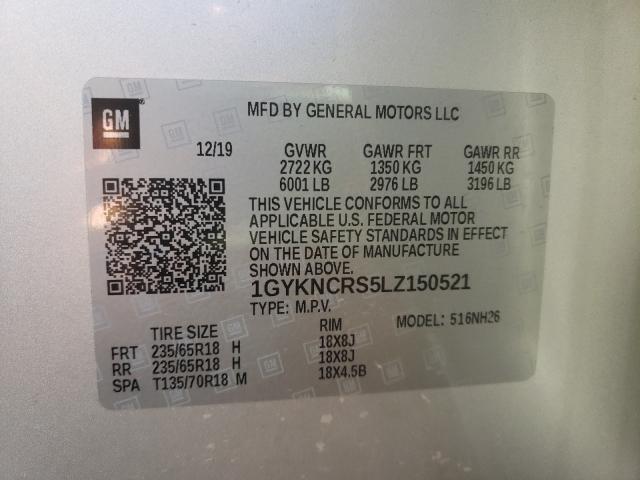 GM
MFD BY GENERAL MOTORS LLC
12/19 GVWR GAWR FRT GAWR RR
2722 KG 1350 KG 1450 KG
6001 LB 2976 LB 3196 LB
THIS VEHICLE CONFORMS TO ALL
APPLICABLE U.S. FEDERAL MOTOR
VEHICLE SAFETY STANDARDS IN EFFECT
ON THE DATE OF MANUFACTURE
SHOWN ABOVE.
1GYKNCRS5LZ150521
TYPE: M.P.V. MODEL: 516NH26
TIRE SIZE RIM
FRT 235/65R18 H 18X8J
RR 235/65R18 H 18X8J
SPA T135/70R18 M 18X4.5B